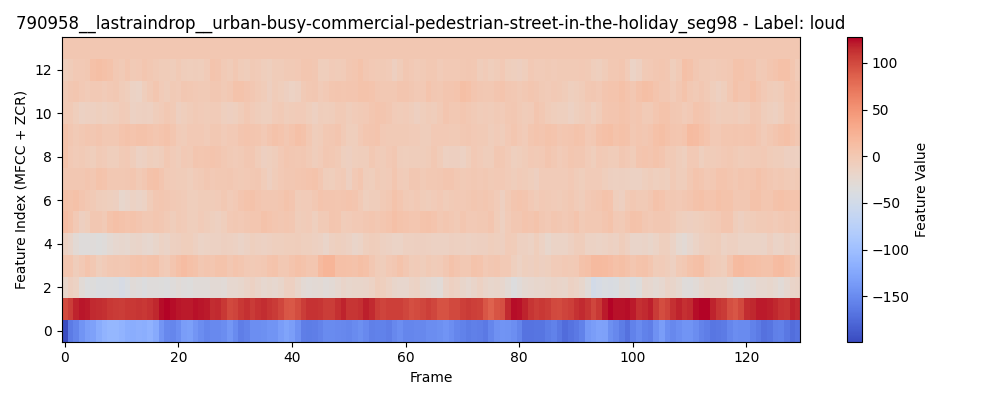 790958__lastraindrop__urban-busy-commercial-pedestrian-street-in-the-holiday_seg98 - Label: loud
Feature Index (MFCC + ZCR)
12
10
8
6
4
2
0
0 20 40 60 80 100 120
Frame
100
50
0
−50
−100
−150
Feature Value